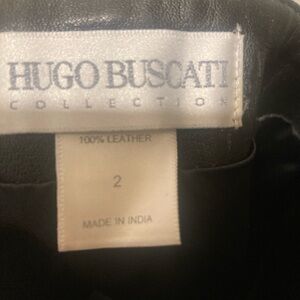 HUGO BUSCATI
COLLECTION
100% LEATHER
2
MADE IN INDIA